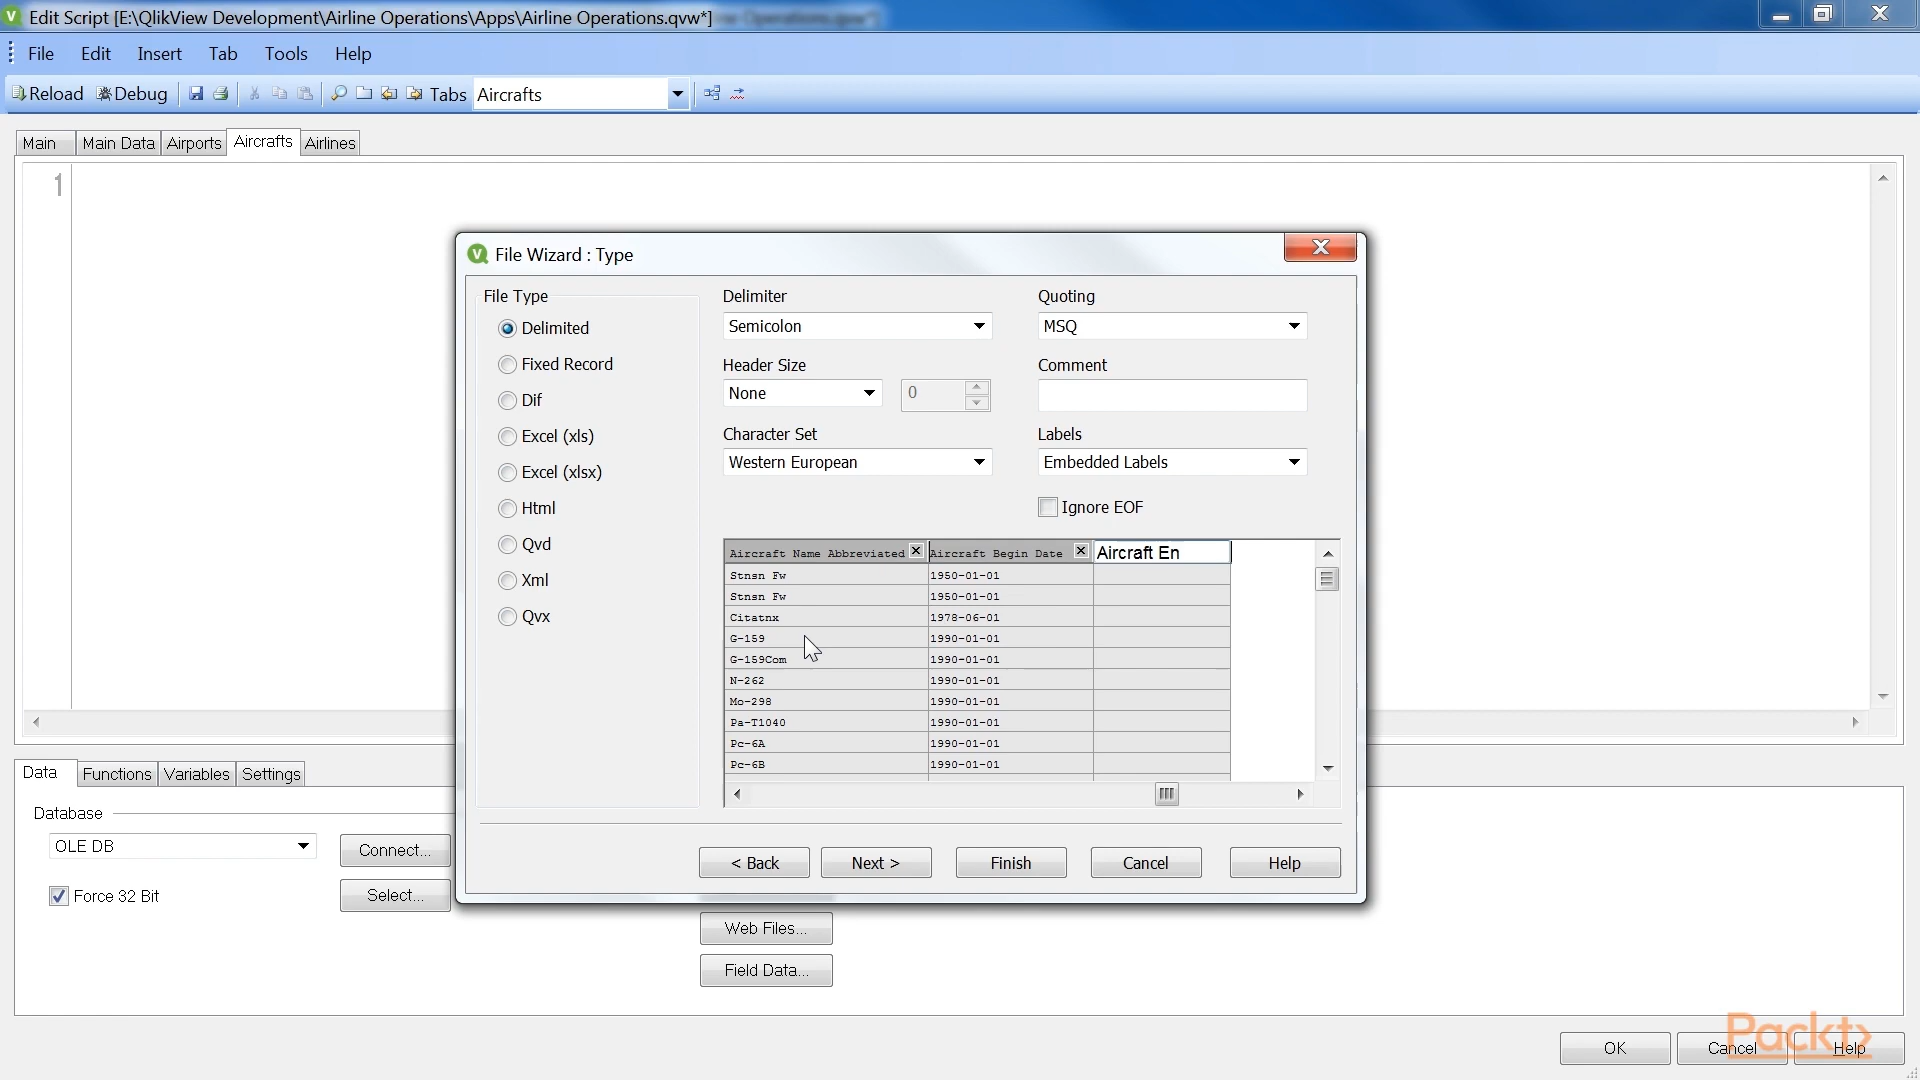 Edit Script [E:\QlikView Development\Airline Operations\Apps\Airline Operations.qvw*]
File Edit Insert Tab Tools Help
Reload Debug Tabs Aircrafts
Main Main Data Airports Aircrafts Airlines
1
File Wizard : Type
File Type
Delimited
Fixed Record
Dif
Excel (xls)
Excel (xlsx)
Html
Qvd
Xml
Qvx
Delimiter
Semicolon
Quoting
MSQ
Header Size
None
0
Comment
Character Set
Western European
Labels
Embedded Labels
Ignore EOF
Aircraft Name Abbreviated Aircraft Begin Date Aircraft En
Stnsn Fw 1950-01-01
Stnsn Fw 1950-01-01
Citatnx 1978-06-01
G-159 1990-01-01
G-159Com 1990-01-01
N-262 1990-01-01
Mo-298 1990-01-01
Pa-T1040 1990-01-01
Pc-6A 1990-01-01
Pc-6B 1990-01-01
< Back Next > Finish Cancel Help
Data Functions Variables Settings
Database
OLE DB
Connect...
Force 32 Bit
Select...
Web Files...
Field Data...
OK Cancel Help
Packt